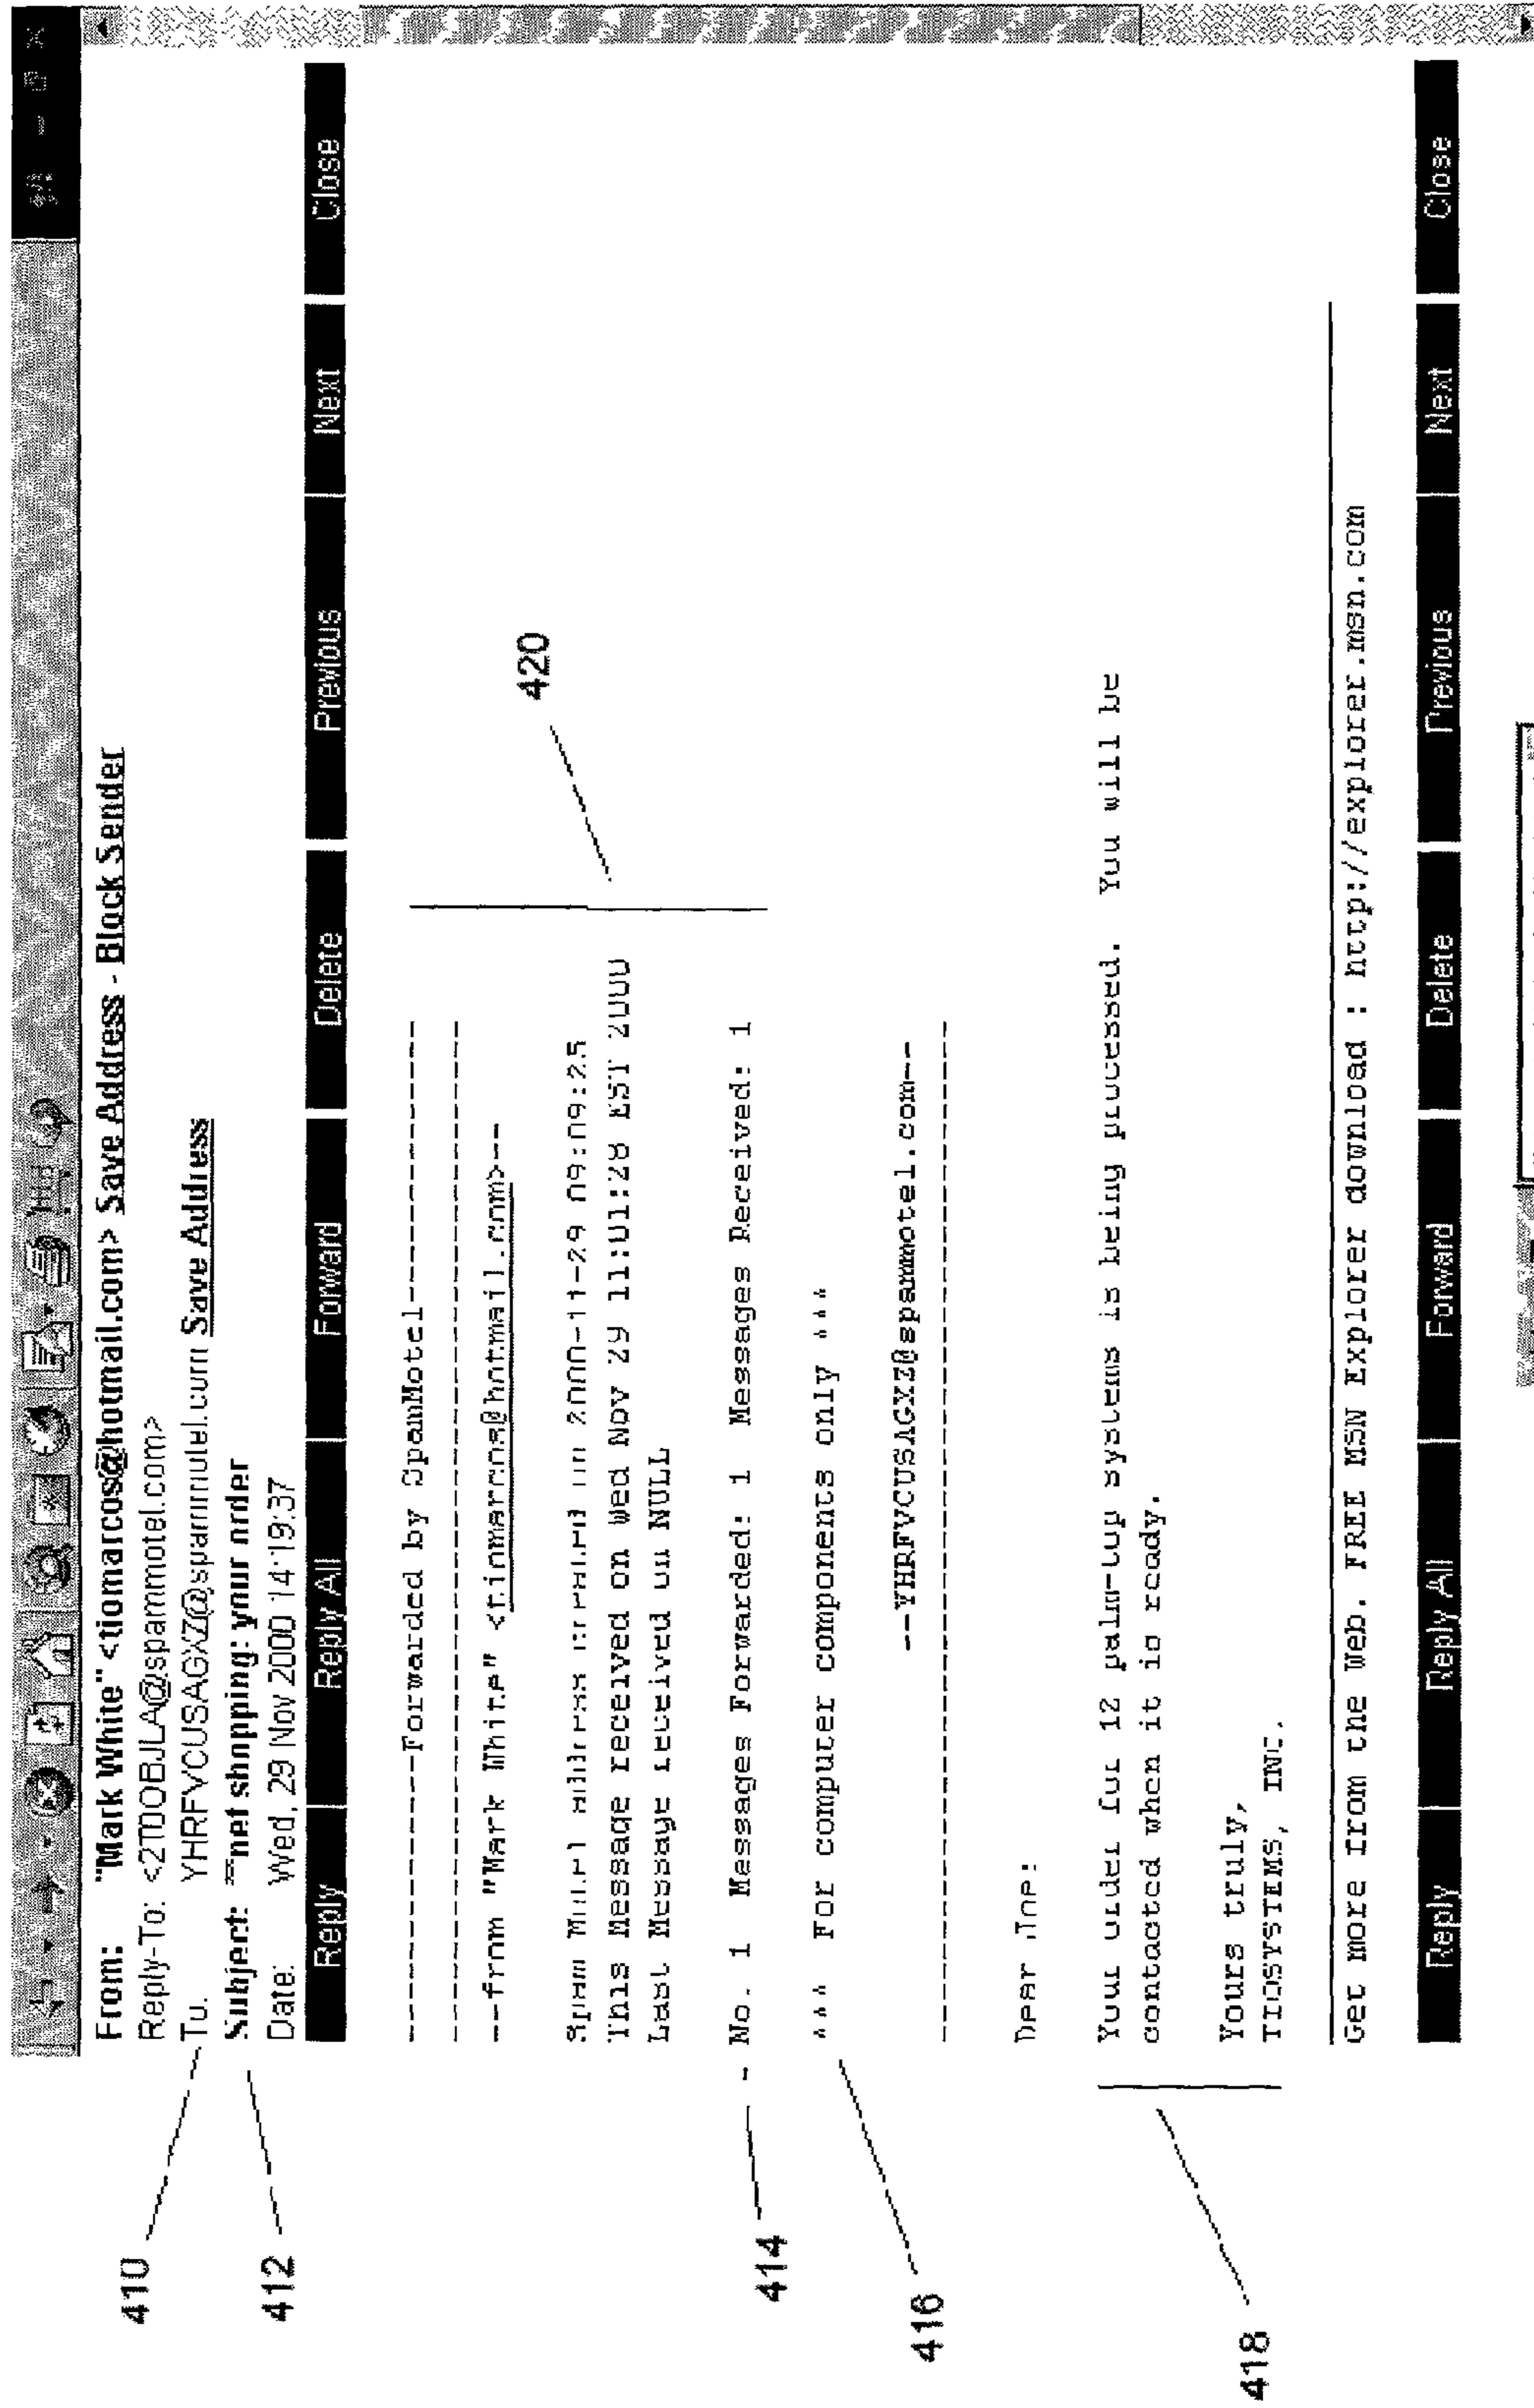 From: "Mark White" <tiomarcos@hotmail.com> Save Address - Block Sender
Reply-To: <2TDOBJLA@spammotel.com>
410
To: YHRFVCUSAGXZ@spammotel.com Save Address
412
Subject: net shopping: your order
Date: Wed, 29 Nov 2000 14:19:37
Reply Reply All Forward Delete Previous Next Close
----------Forwarded by SpamMotel----------
--from "Mark White" <tiomarcos@hotmail.com>--
420
Spam Motel address created on 2000-11-29 09:09:25
This Message received on Wed Nov 29 11:01:28 EST 2000
Last Message received on NULL
414
No. 1 Messages Forwarded: 1 Messages Received: 1
416
*** For computer components only ***
--YHRFVCUSAGXZ@spammotel.com--
Dear Joe:
418
Your order for 12 palm-top systems is being processed. You will be
contacted when it is ready.
Yours truly,
TIOSYSTEMS, INC.
Get more from the Web. FREE MSN Explorer download : http://explorer.msn.com
Reply Reply All Forward Delete Previous Next Close